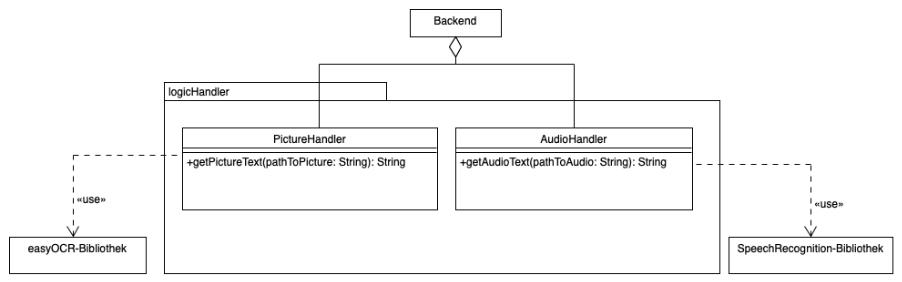 Backend
logicHandler
PictureHandler
+getPictureText(pathToPicture: String): String
AudioHandler
+getAudioText(pathToAudio: String): String
«use»
«use»
easyOCR-Bibliothek
SpeechRecognition-Bibliothek